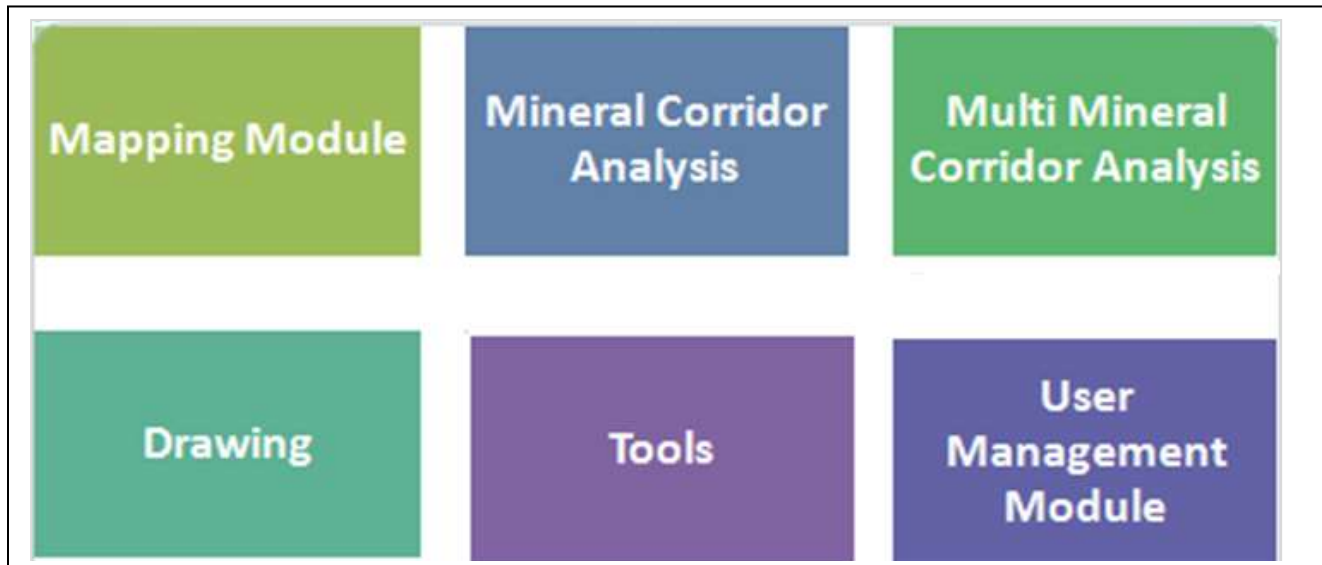 Mapping Module
Mineral Corridor
Analysis
Multi Mineral
Corridor Analysis
Drawing
Tools
User
Management
Module